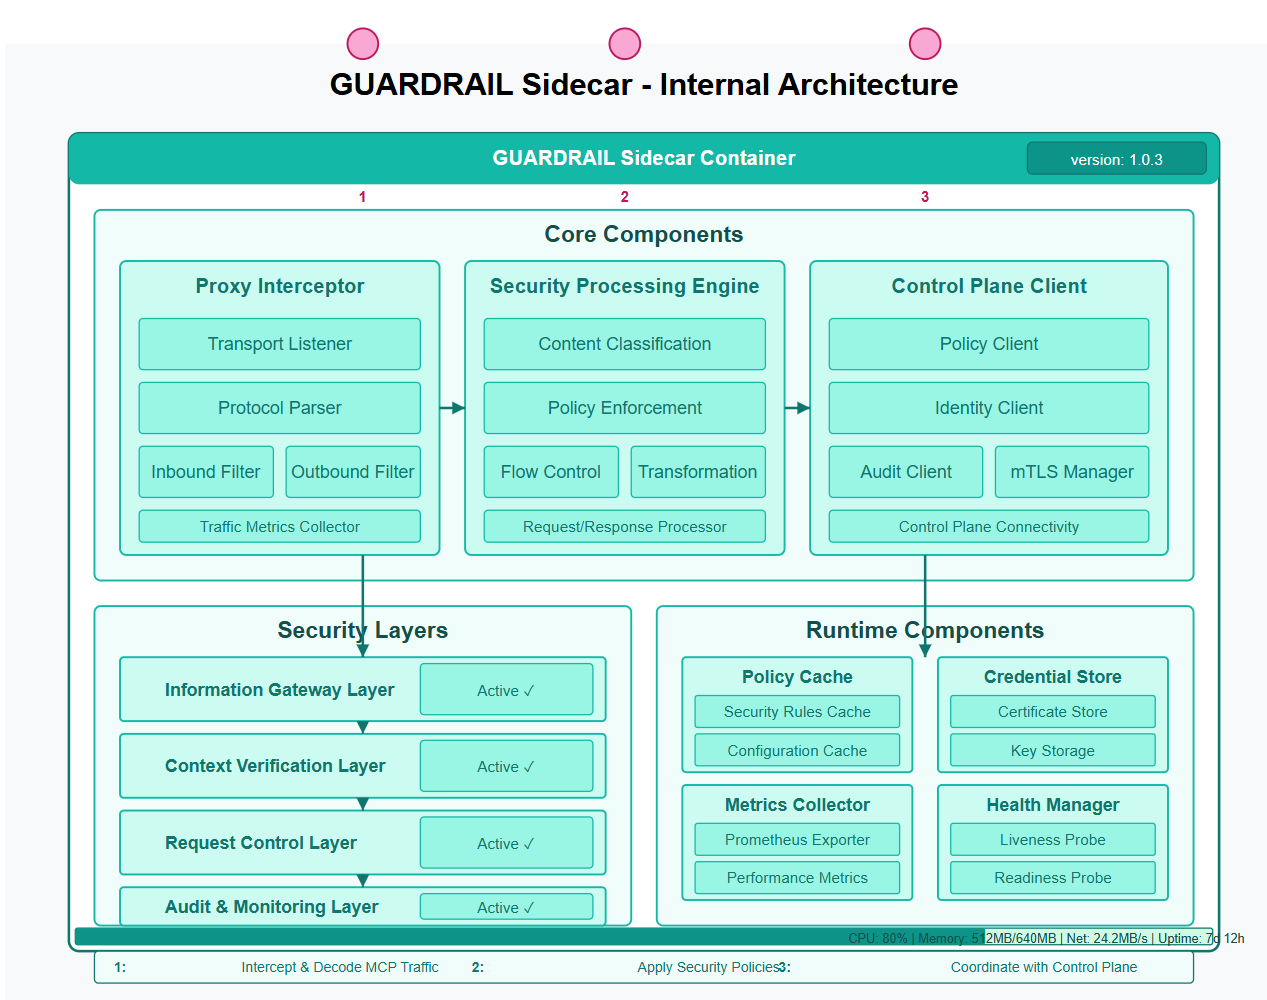 GUARDRAIL Sidecar - Internal Architecture
GUARDRAIL Sidecar Container
version: 1.0.3
1
2
3
Core Components
Proxy Interceptor
Transport Listener
Protocol Parser
Inbound Filter
Outbound Filter
Traffic Metrics Collector
Security Processing Engine
Content Classification
Policy Enforcement
Flow Control
Transformation
Request/Response Processor
Control Plane Client
Policy Client
Identity Client
Audit Client
mTLS Manager
Control Plane Connectivity
Security Layers
Information Gateway Layer
Active ✓
Context Verification Layer
Active ✓
Request Control Layer
Active ✓
Audit & Monitoring Layer
Active ✓
Runtime Components
Policy Cache
Security Rules Cache
Configuration Cache
Credential Store
Certificate Store
Key Storage
Metrics Collector
Prometheus Exporter
Performance Metrics
Health Manager
Liveness Probe
Readiness Probe
CPU: 80% | Memory: 512MB/640MB | Net: 24.2MB/s | Uptime: 7d 12h
1: Intercept & Decode MCP Traffic
2: Apply Security Policies
3: Coordinate with Control Plane